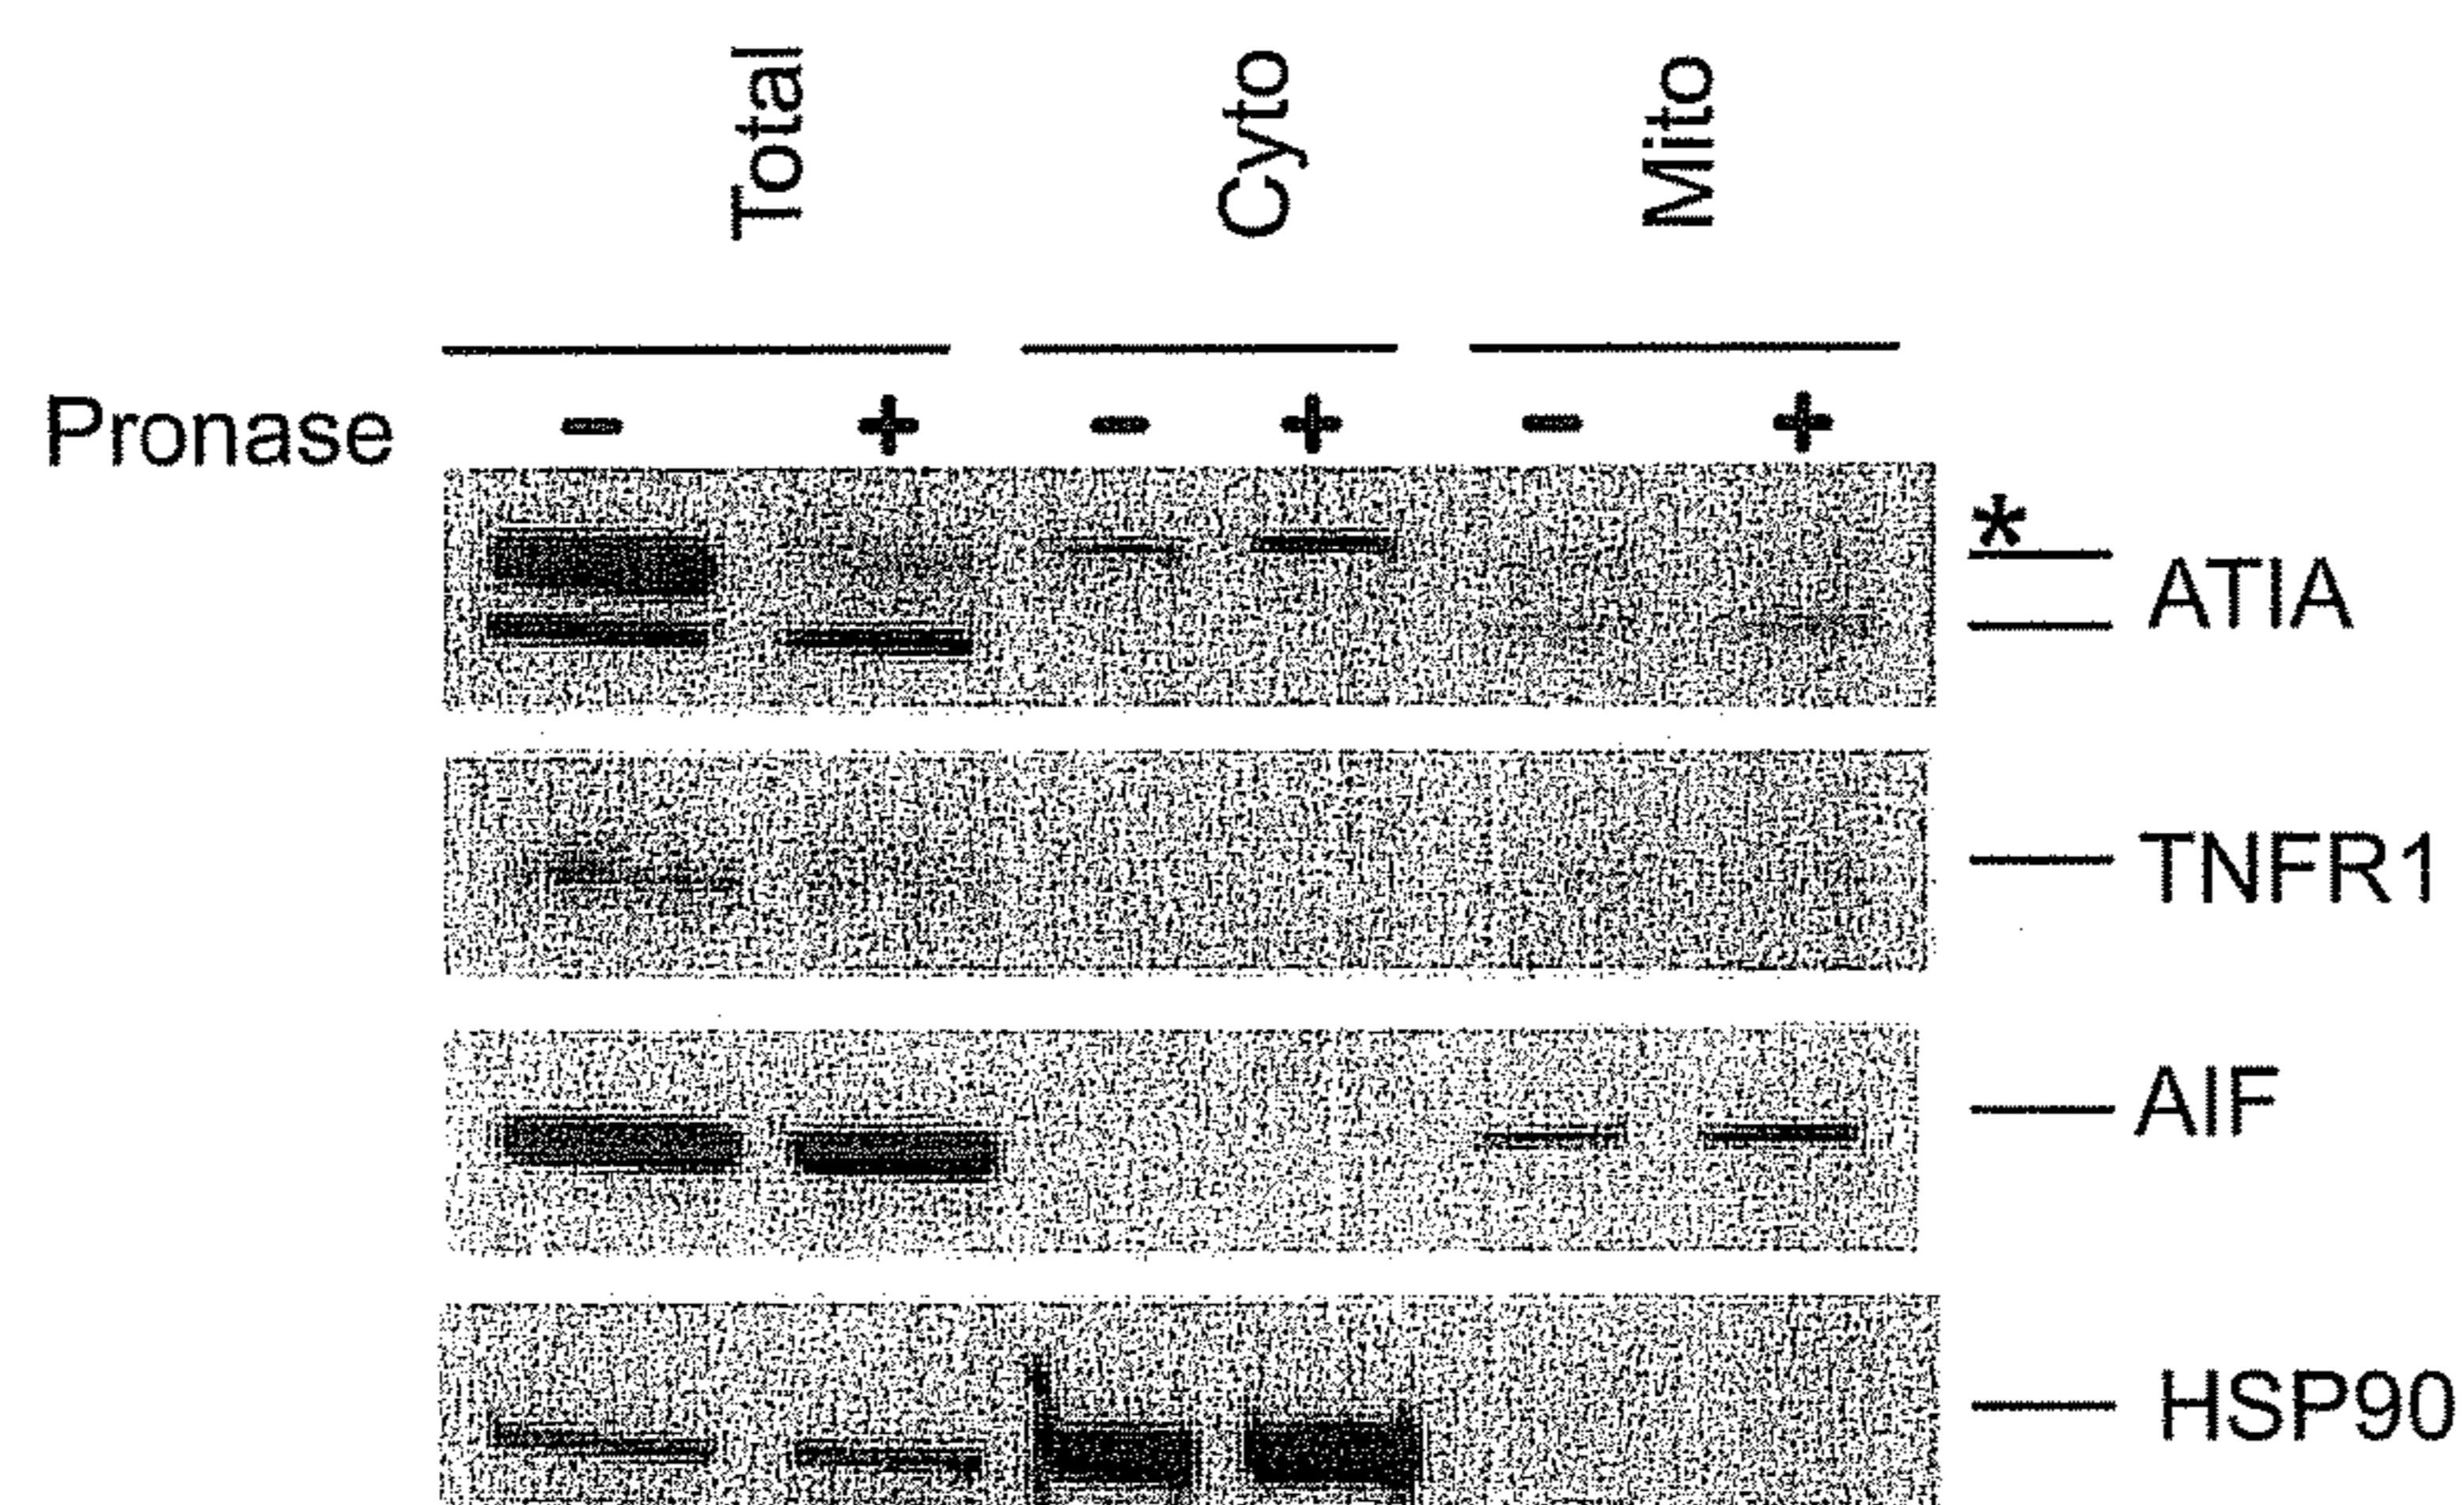 Total Cyto Mito
Pronase - + - + - +
*
ATIA
TNFR1
AIF
HSP90